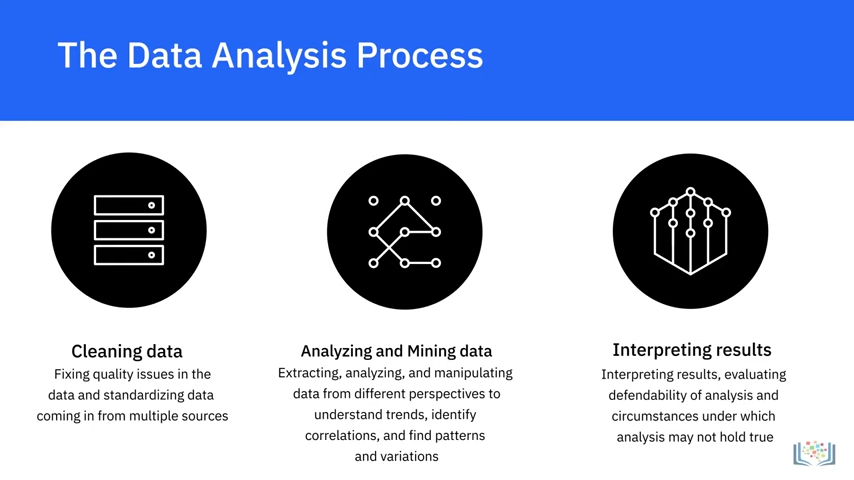 The Data Analysis Process
Cleaning data
Fixing quality issues in the
data and standardizing data
coming in from multiple sources
Analyzing and Mining data
Extracting, analyzing, and manipulating
data from different perspectives to
understand trends, identify
correlations, and find patterns
and variations
Interpreting results
Interpreting results, evaluating
defendability of analysis and
circumstances under which
analysis may not hold true